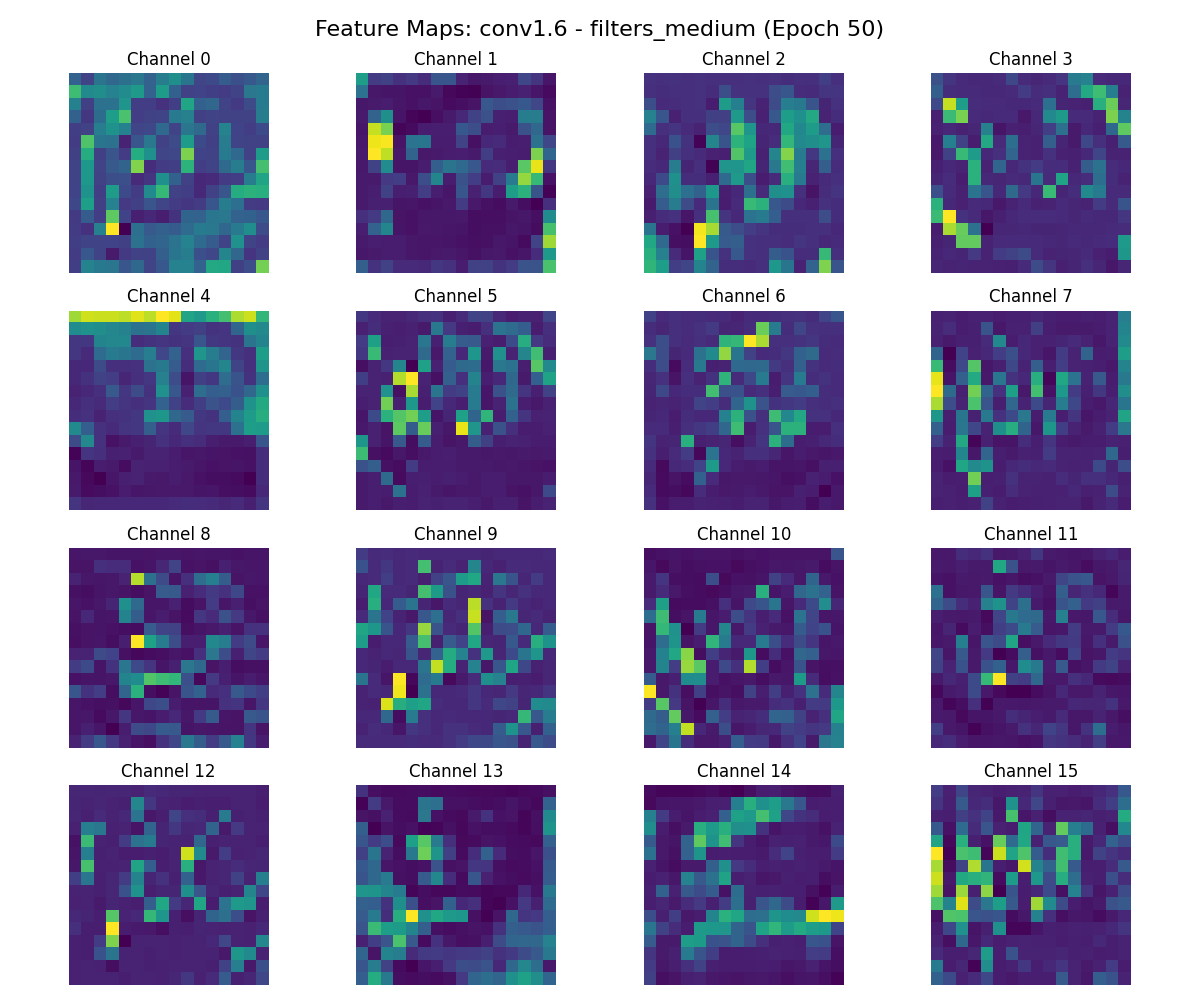 Feature Maps: conv1.6 - filters_medium (Epoch 50)
Channel 0
Channel 1
Channel 2
Channel 3
Channel 4
Channel 5
Channel 6
Channel 7
Channel 8
Channel 9
Channel 10
Channel 11
Channel 12
Channel 13
Channel 14
Channel 15